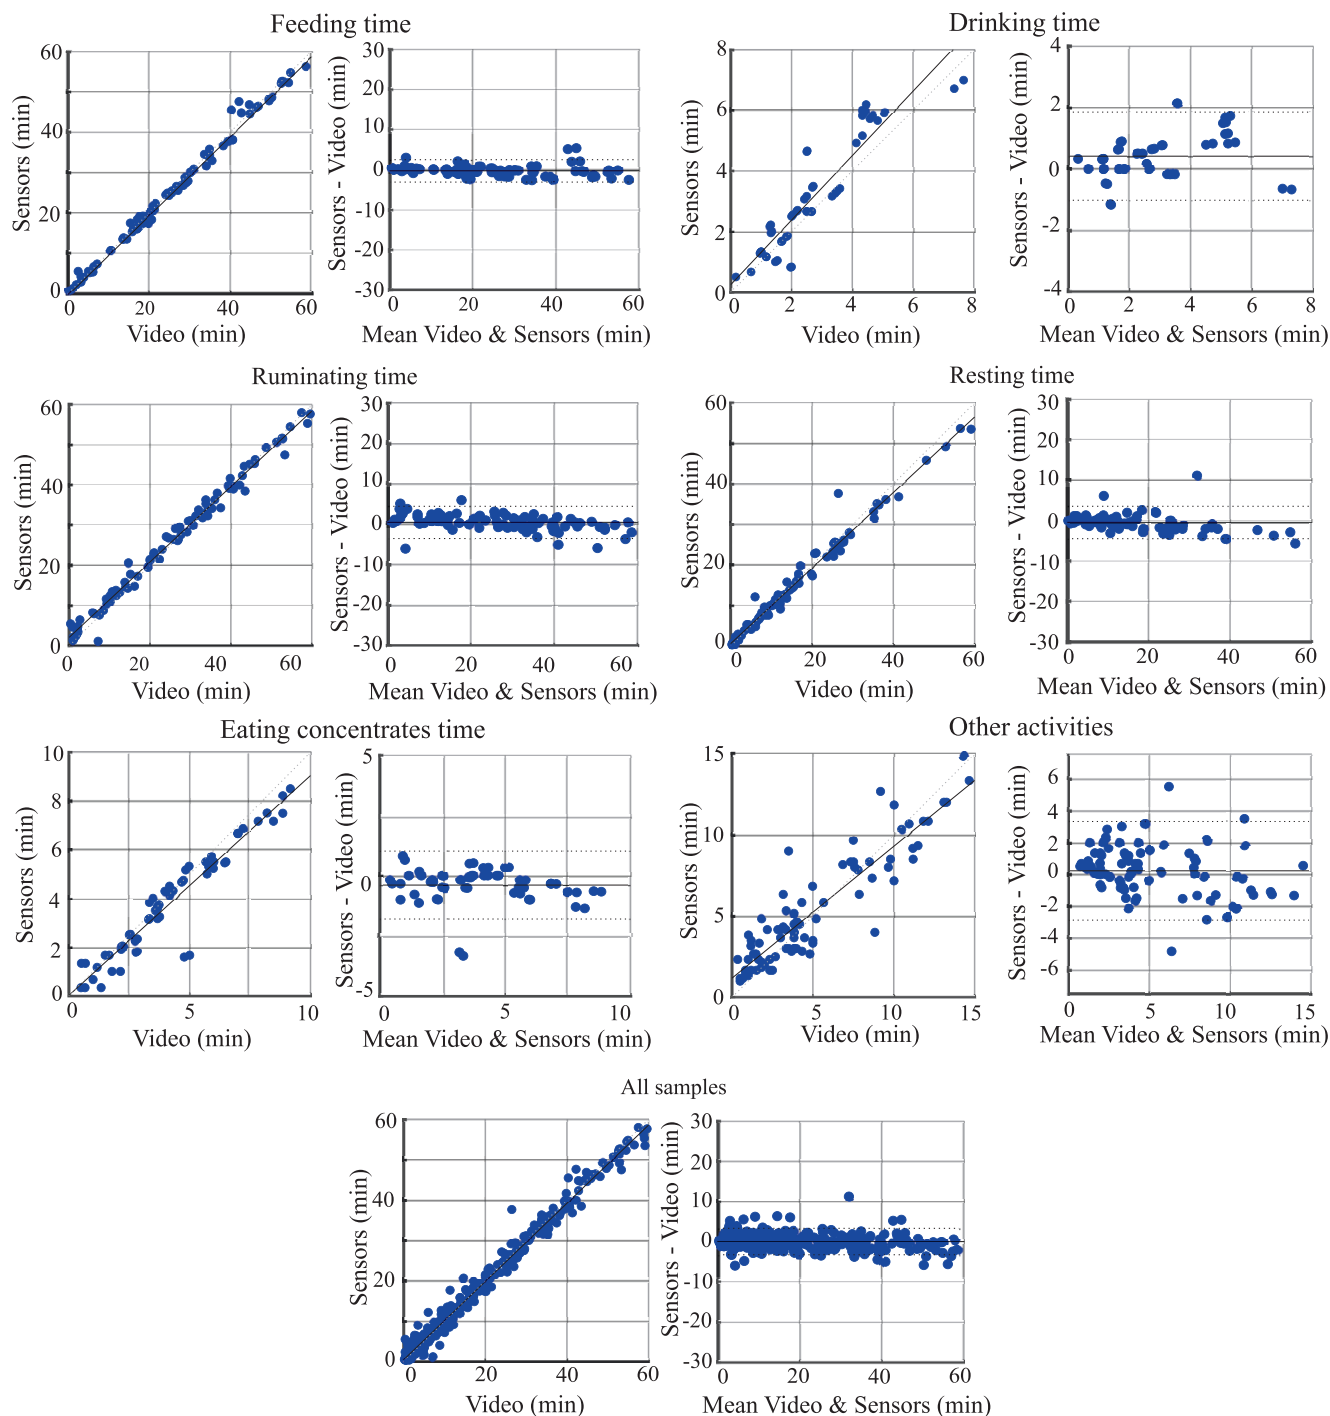 Feeding time
Drinking time
Sensors (min)
60
40
20
0
0 20 40 60
Video (min)
Sensors - Video (min)
30
20
10
0
-10
-20
-30
0 20 40 60
Mean Video & Sensors (min)
Sensors (min)
8
6
4
2
0
0 2 4 6 8
Video (min)
Sensors - Video (min)
4
2
0
-2
-4
2 4 6 8
Mean Video & Sensors (min)
Ruminating time
Resting time
Sensors (min)
60
40
20
0
0 20 40 60
Video (min)
Sensors - Video (min)
30
20
10
0
-10
-20
-30
0 20 40 60
Mean Video & Sensors (min)
Sensors (min)
60
40
20
0
0 20 40 60
Video (min)
Sensors - Video (min)
30
20
10
0
-10
-20
-30
0 20 40 60
Mean Video & Sensors (min)
Eating concentrates time
Other activities
Sensors (min)
10
8
6
4
2
0
0 5 10
Video (min)
Sensors - Video (min)
5
0
-5
0 5 10
Mean Video & Sensors (min)
Sensors (min)
15
10
5
0
0 5 10 15
Video (min)
Sensors - Video (min)
6
4
2
0
-2
-4
-6
0 5 10 15
Mean Video & Sensors (min)
All samples
Sensors (min)
60
40
20
0
0 20 40 60
Video (min)
Sensors - Video (min)
30
20
10
0
-10
-20
-30
0 20 40 60
Mean Video & Sensors (min)